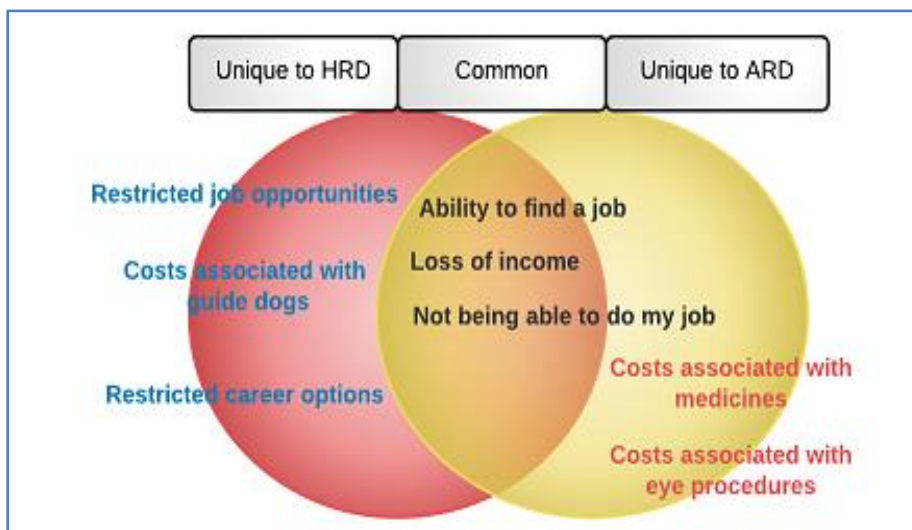 Unique to HRD
Common
Unique to ARD
Restricted job opportunities
Ability to find a job
Costs associated with
guide dogs
Loss of income
Not being able to do my job
Restricted career options
Costs associated with
medicines
Costs associated with
eye procedures